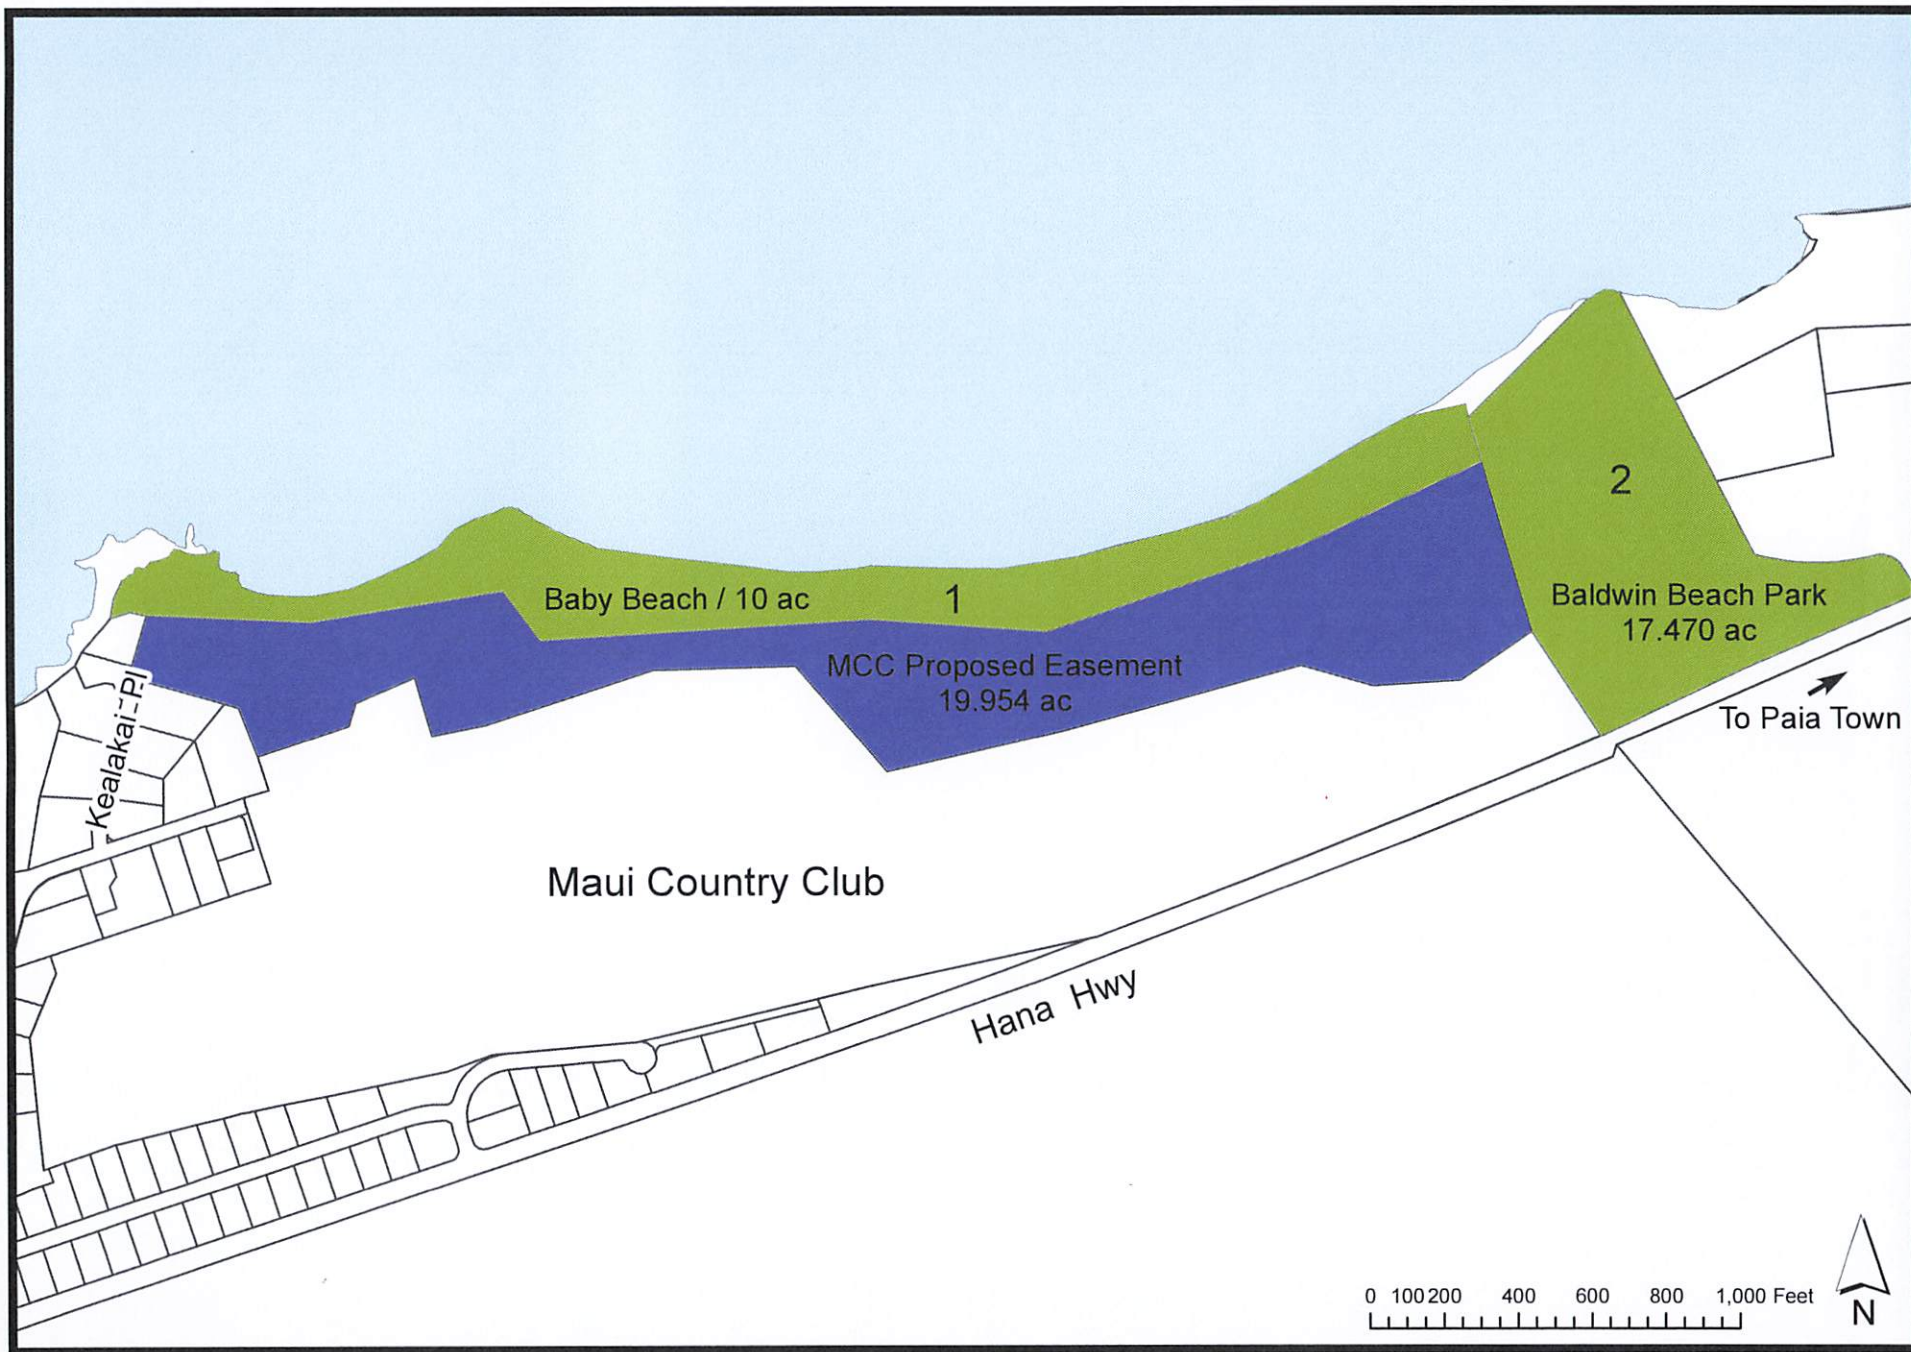 2
Baby Beach / 10 ac
1
Baldwin Beach Park
17.470 ac
MCC Proposed Easement
19.954 ac
To Paia Town
Kealakai Pl
Maui Country Club
Hana Hwy
0 100 200 400 600 800 1,000 Feet
N